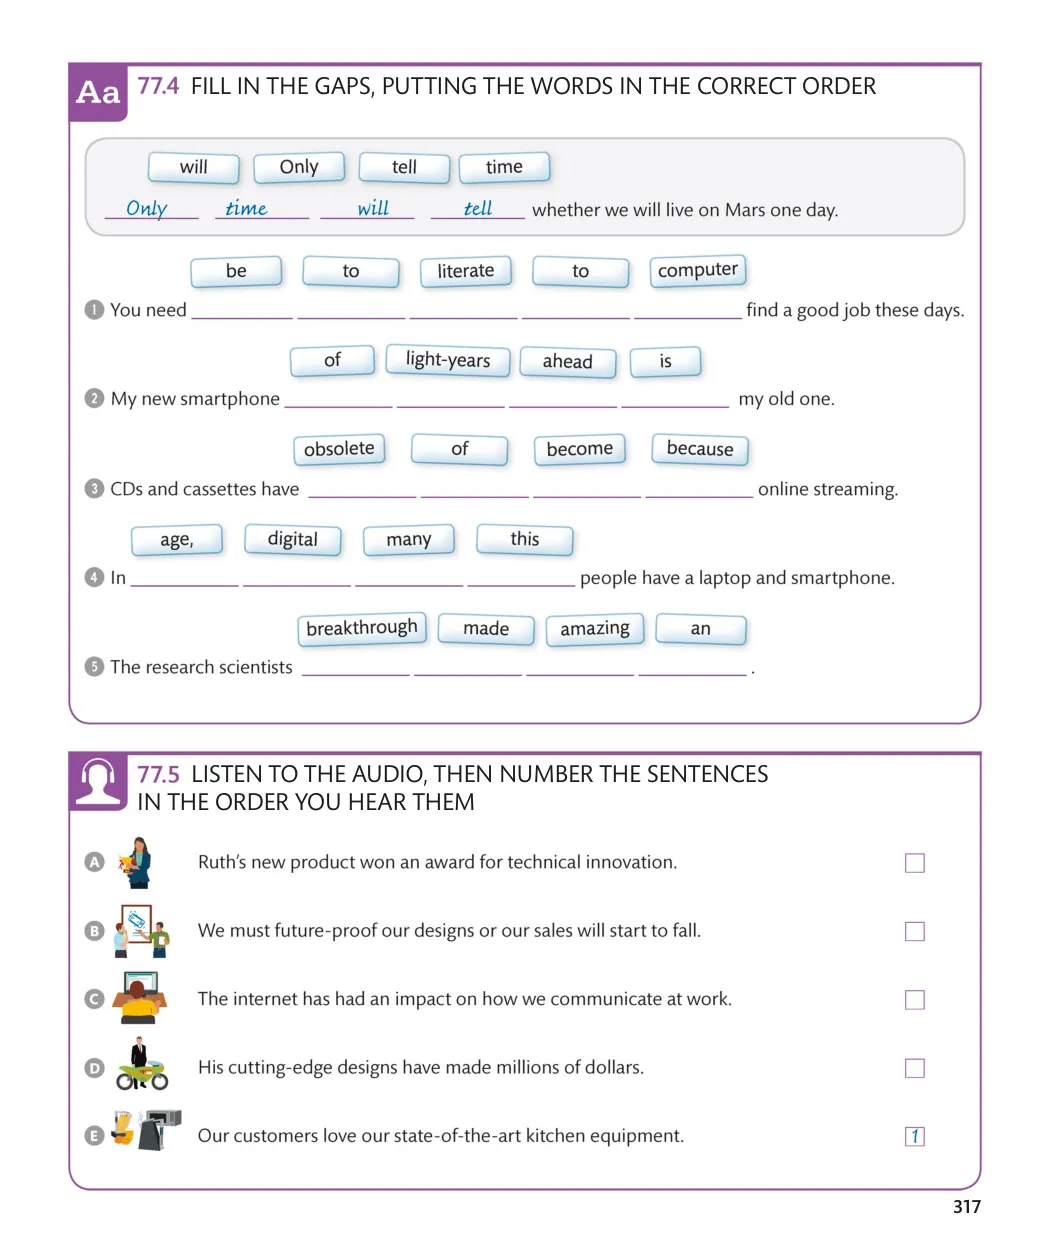 Aa 77.4 FILL IN THE GAPS, PUTTING THE WORDS IN THE CORRECT ORDER
will Only tell time
Only time will tell whether we will live on Mars one day.
be to literate to computer
1 You need find a good job these days.
of light-years ahead is
2 My new smartphone my old one.
obsolete of become because
3 CDs and cassettes have online streaming.
age, digital many this
4 In people have a laptop and smartphone.
breakthrough made amazing an
5 The research scientists .
77.5 LISTEN TO THE AUDIO, THEN NUMBER THE SENTENCES
IN THE ORDER YOU HEAR THEM
A Ruth's new product won an award for technical innovation.
B We must future-proof our designs or our sales will start to fall.
C The internet has had an impact on how we communicate at work.
D His cutting-edge designs have made millions of dollars.
E Our customers love our state-of-the-art kitchen equipment. 1
317